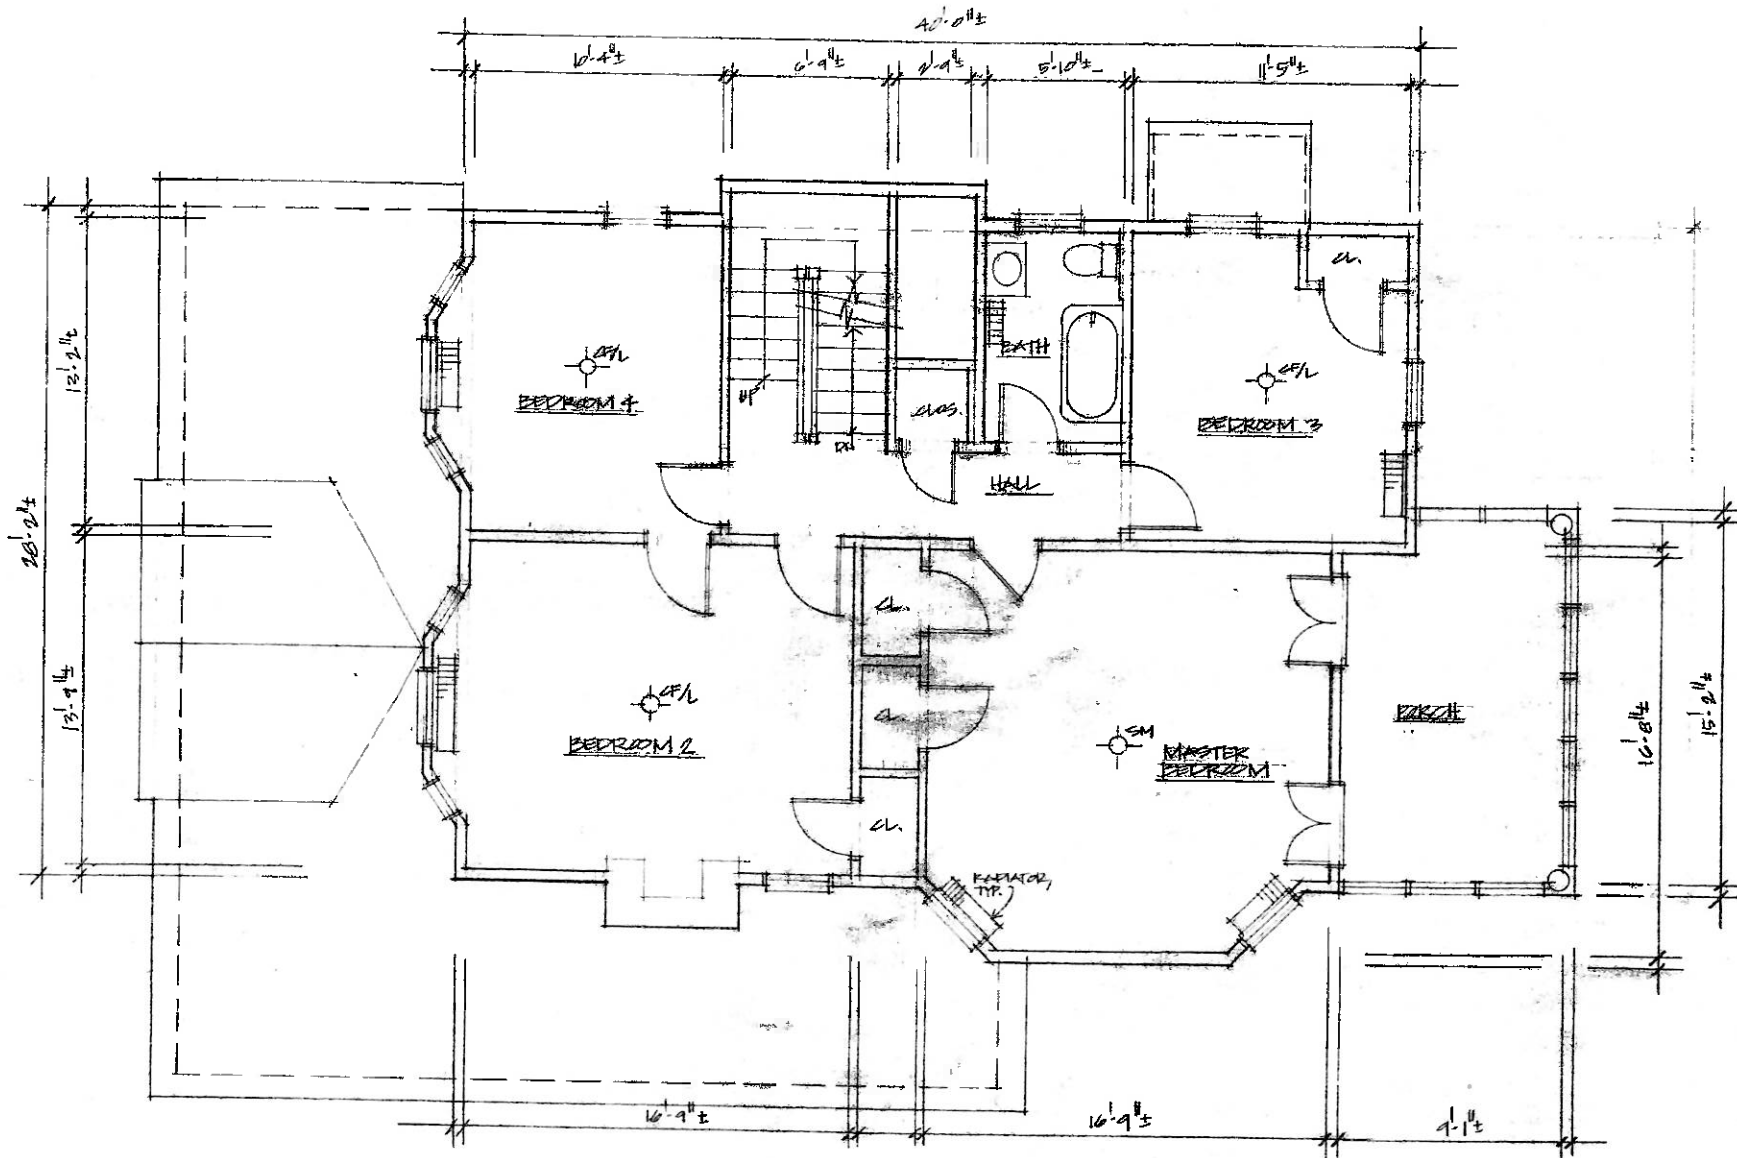 40'-0"±
10'-4"±
6'-9"±
2'-9"±
5'-10"±
11'-5"±
CL.
13'-2"±
CF/L
BEDROOM 4
UP
DN
CLOS.
BATH
CF/L
BEDROOM 3
HALL
28'-2"±
CL.
13'-9"±
CF/L
BEDROOM 2
CL.
SM
MASTER
BEDROOM
PORCH
16'-8"±
15'-2"±
CL.
RADIATOR,
TYP.
16'-9"±
16'-9"±
9'-1"±